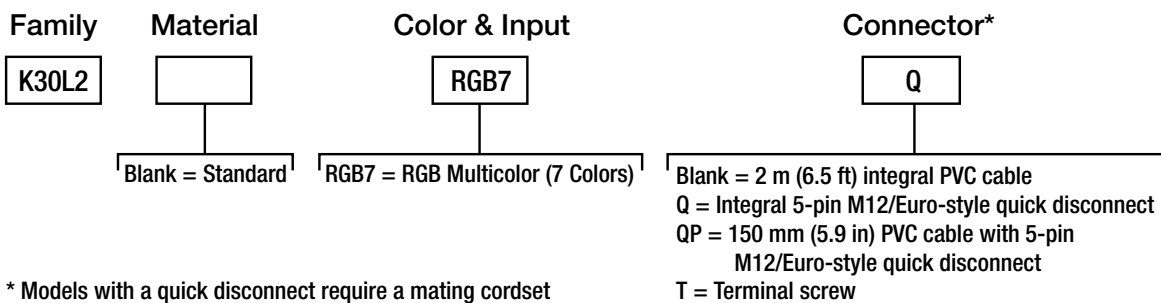 Family Material Color & Input Connector*
K30L2 RGB7 Q
Blank = Standard
RGB7 = RGB Multicolor (7 Colors)
Blank = 2 m (6.5 ft) integral PVC cable
Q = Integral 5-pin M12/Euro-style quick disconnect
QP = 150 mm (5.9 in) PVC cable with 5-pin
M12/Euro-style quick disconnect
T = Terminal screw
* Models with a quick disconnect require a mating cordset